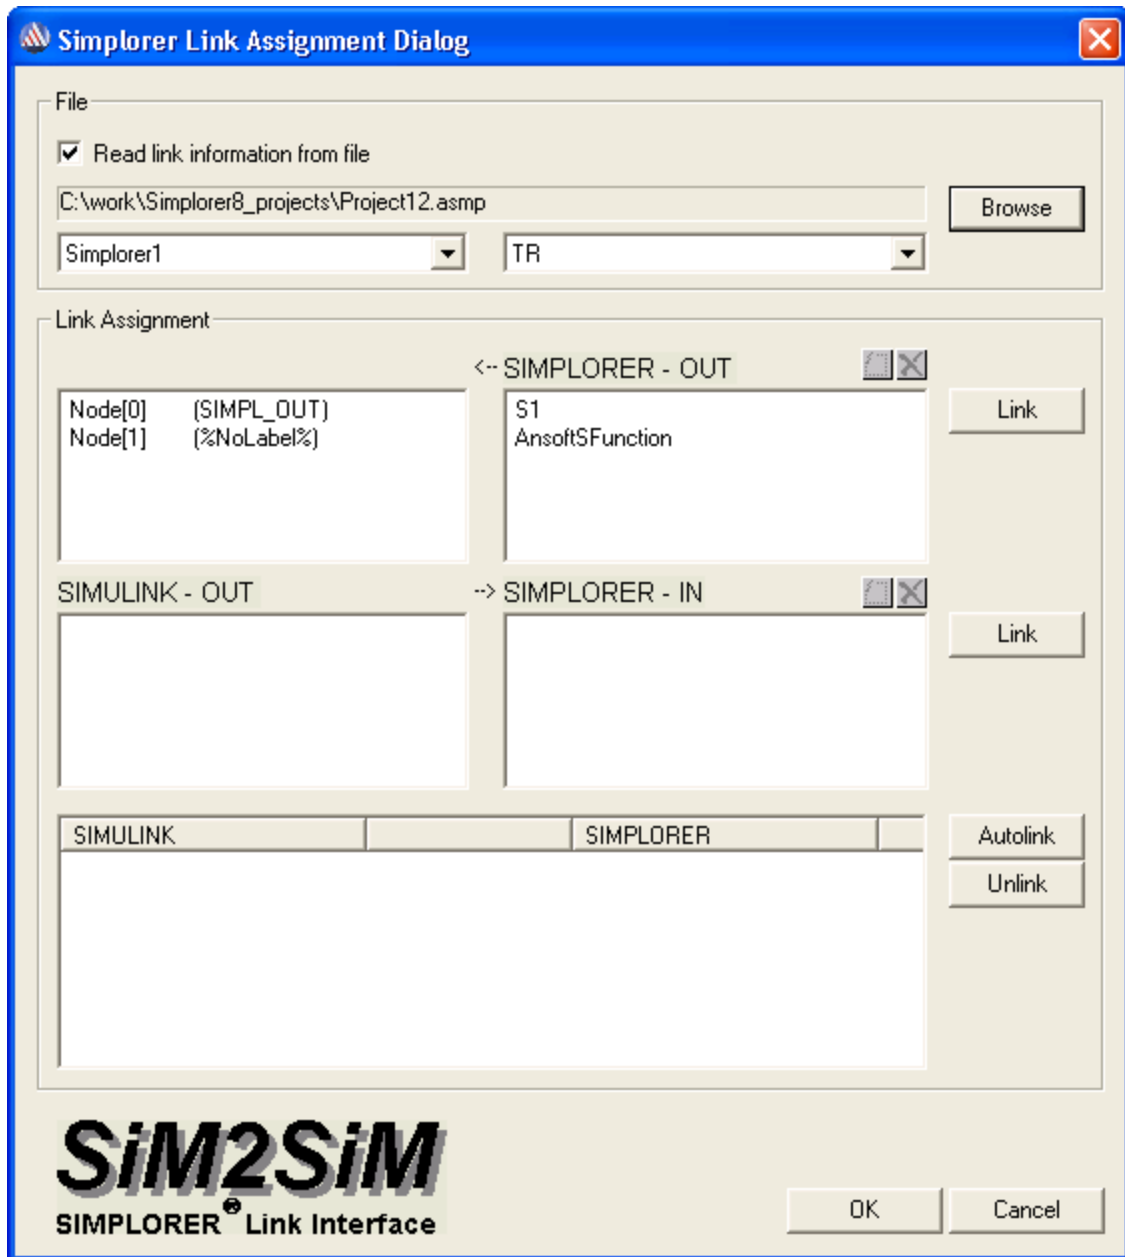 Simplorer Link Assignment Dialog
File
Read link information from file
C:\work\Simplorer8_projects\Project12.asmp
Browse
Simplorer1
TR
Link Assignment
<-- SIMPLORER - OUT
Node[0] (SIMPL_OUT)
Node[1] (%NoLabel%)
S1
AnsoftSFunction
Link
SIMULINK - OUT
--> SIMPLORER - IN
Link
SIMULINK
SIMPLORER
Autolink
Unlink
SiM2SiM
SIMPLORER® Link Interface
OK
Cancel